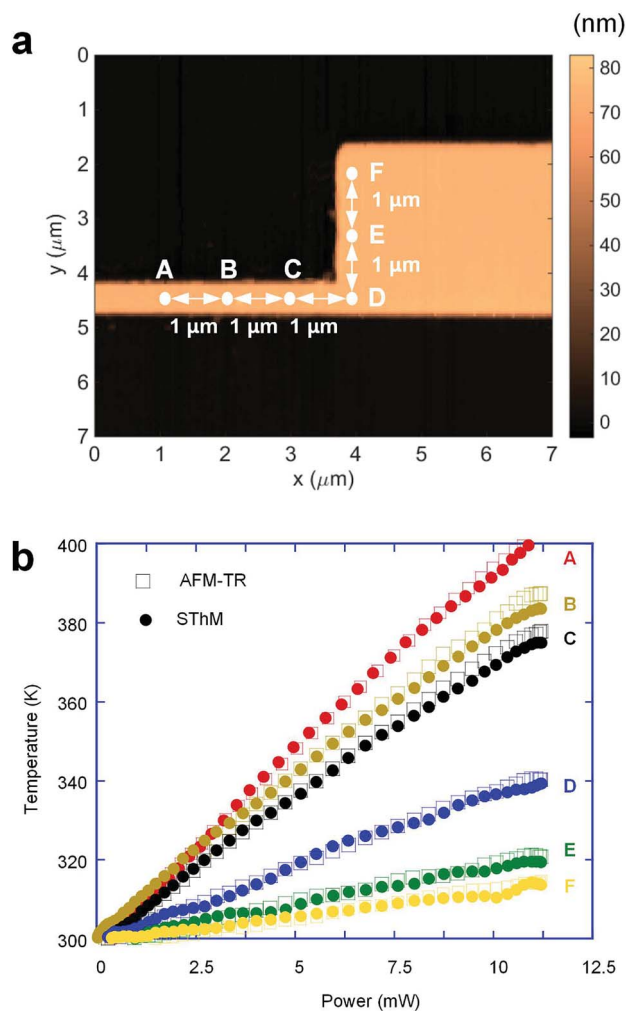 a
(nm)
0
1
2
3
4
5
6
7
y (μm)
0 1 2 3 4 5 6 7
x (μm)
80
70
60
50
40
30
20
10
0
F
1 μm
E
1 μm
A B C
D
1 μm 1 μm 1 μm
b
400
380
360
340
320
300
Temperature (K)
AFM-TR
SThM
A
B
C
D
E
F
0 2.5 5 7.5 10 12.5
Power (mW)